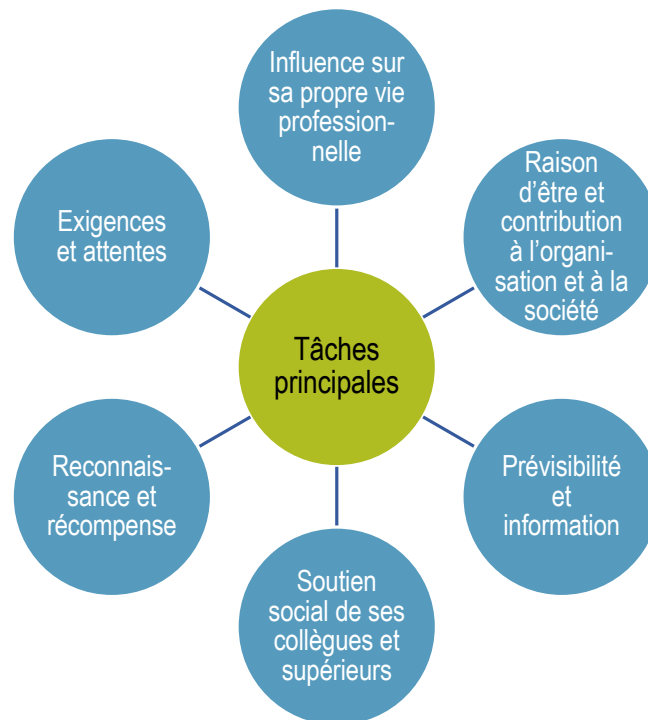 Influence sur
sa propre vie
profession-
nelle
Raison
d'être et
contribution
à l'organi-
sation et à la
société
Exigences
et attentes
Tâches
principales
Reconnais-
sance et
récompense
Prévisibilité
et
information
Soutien
social de ses
collègues et
supérieurs